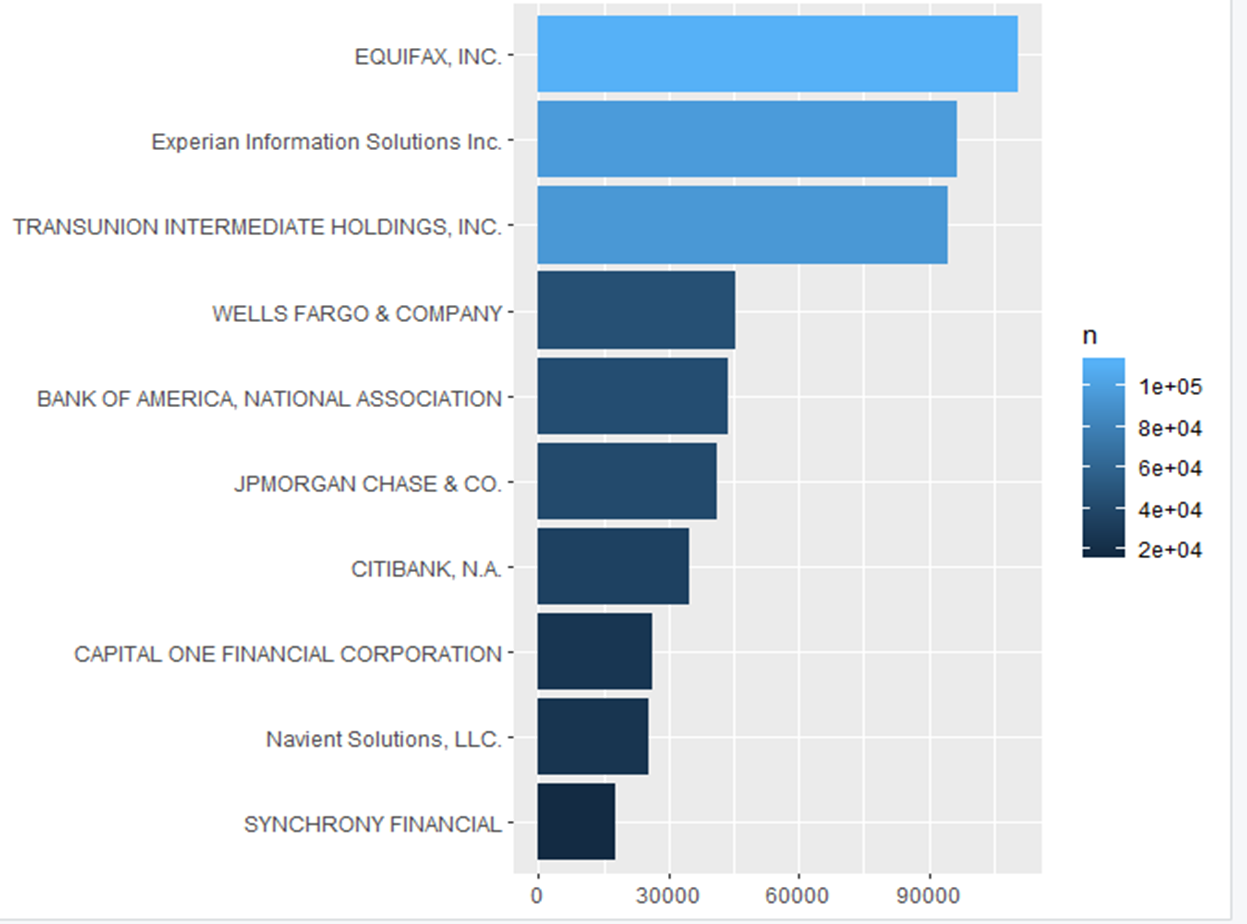 EQUIFAX, INC.
Experian Information Solutions Inc.
TRANSUNION INTERMEDIATE HOLDINGS, INC.
WELLS FARGO & COMPANY
BANK OF AMERICA, NATIONAL ASSOCIATION
JPMORGAN CHASE & CO.
CITIBANK, N.A.
CAPITAL ONE FINANCIAL CORPORATION
Navient Solutions, LLC.
SYNCHRONY FINANCIAL
0 30000 60000 90000
n
1e+05
8e+04
6e+04
4e+04
2e+04